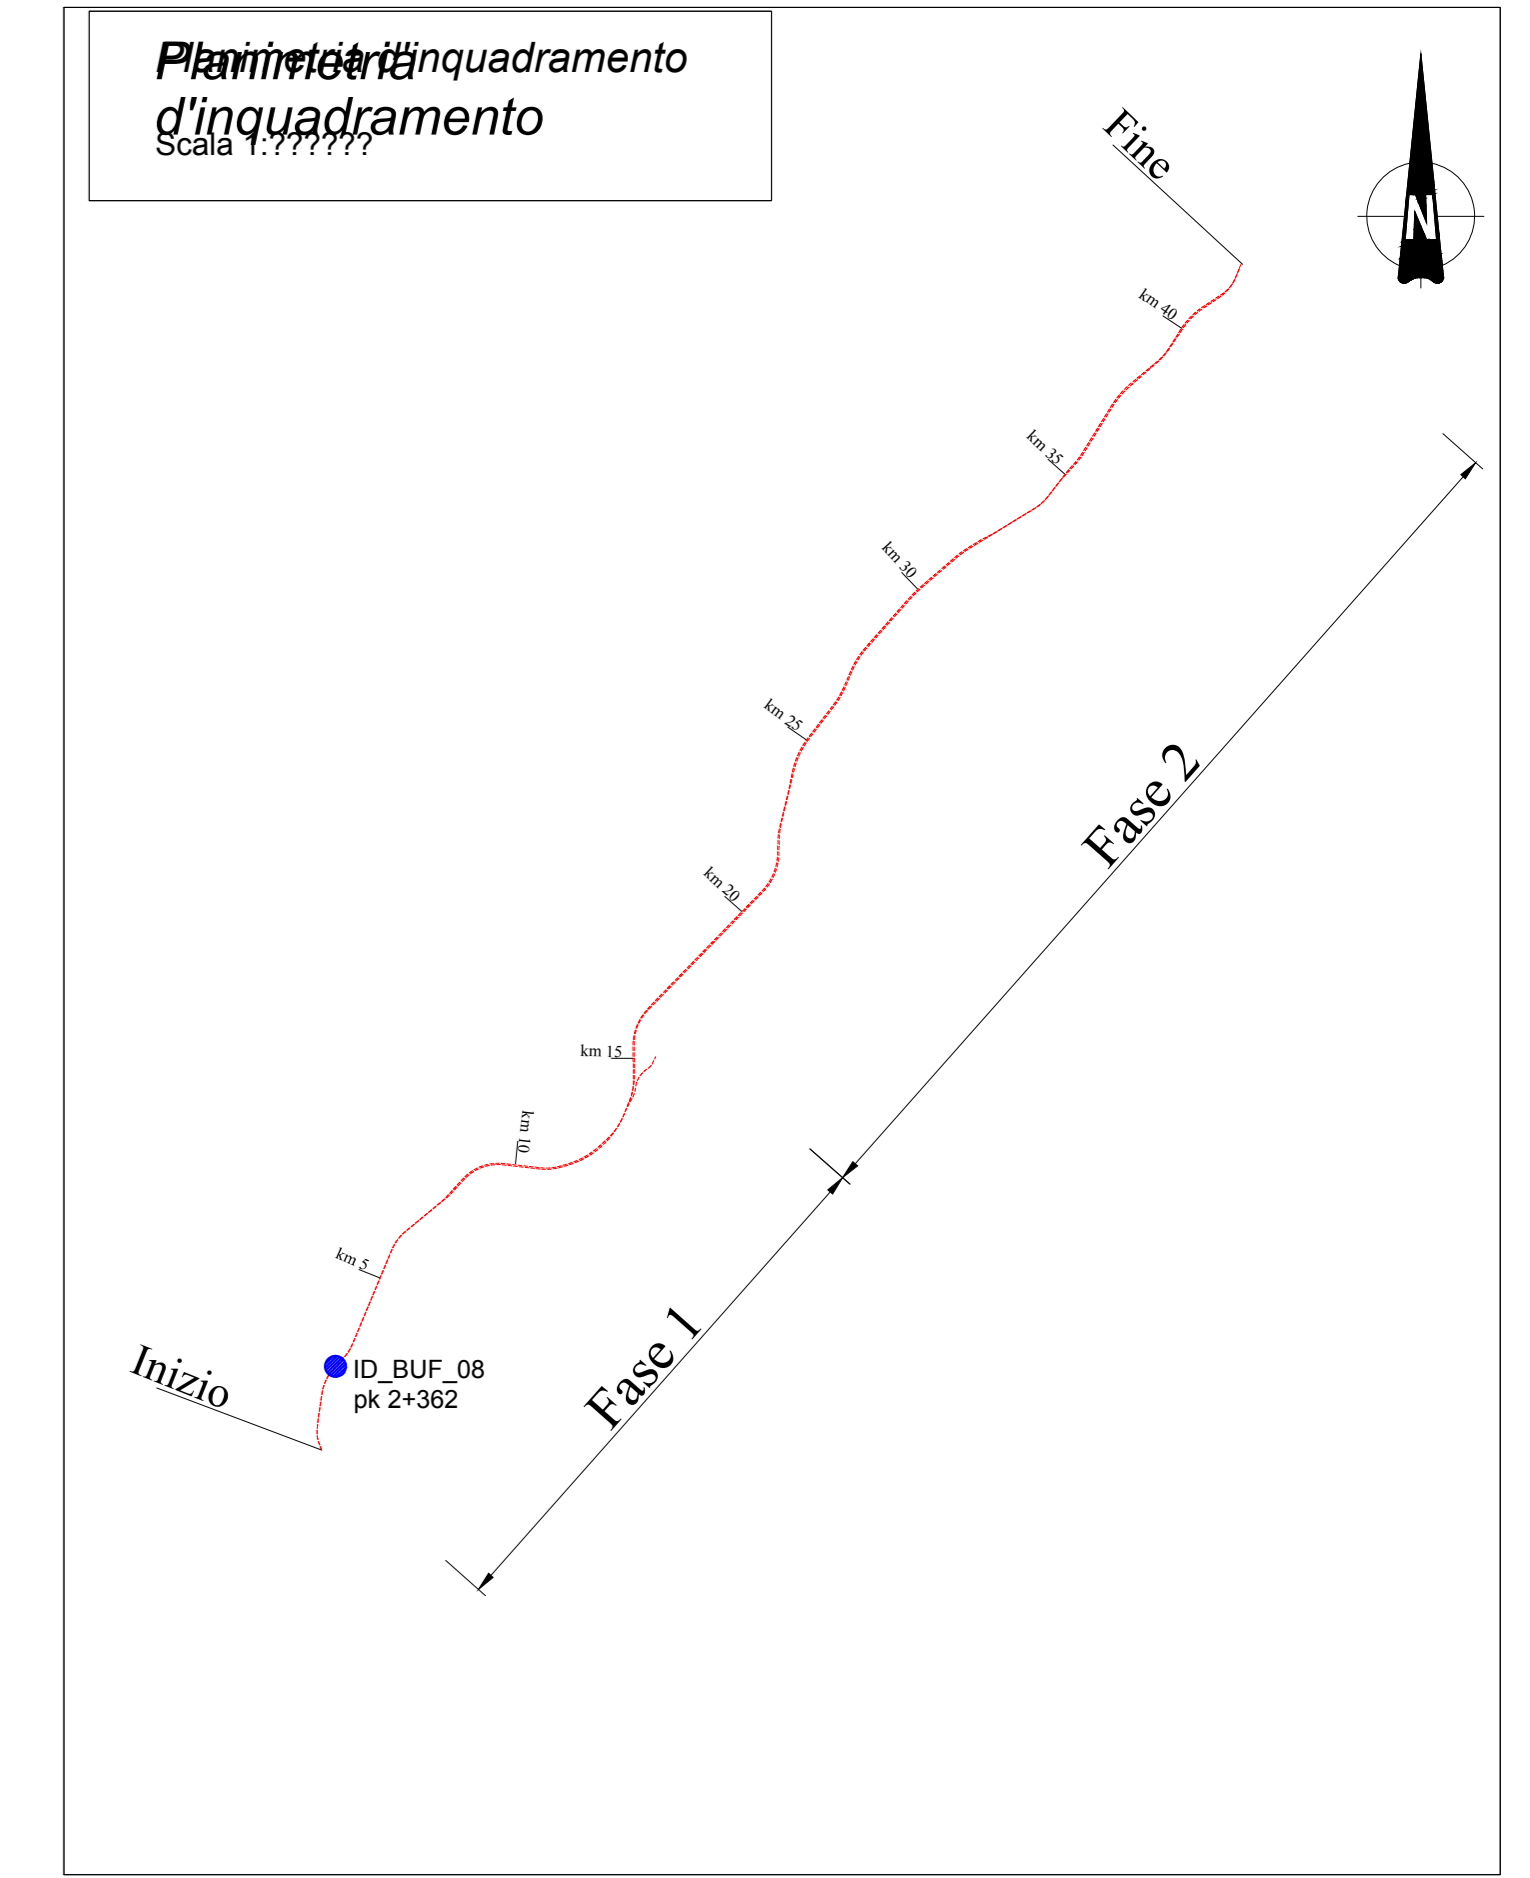 Planimetria d'inquadramento
Planimetria
d'inquadramento
Scala 1:??????
Fine
N
km 40
km 35
km 30
km 25
Fase 2
km 20
km 15
km 10
km 5
Fase 1
Inizio
ID_BUF_08
pk 2+362